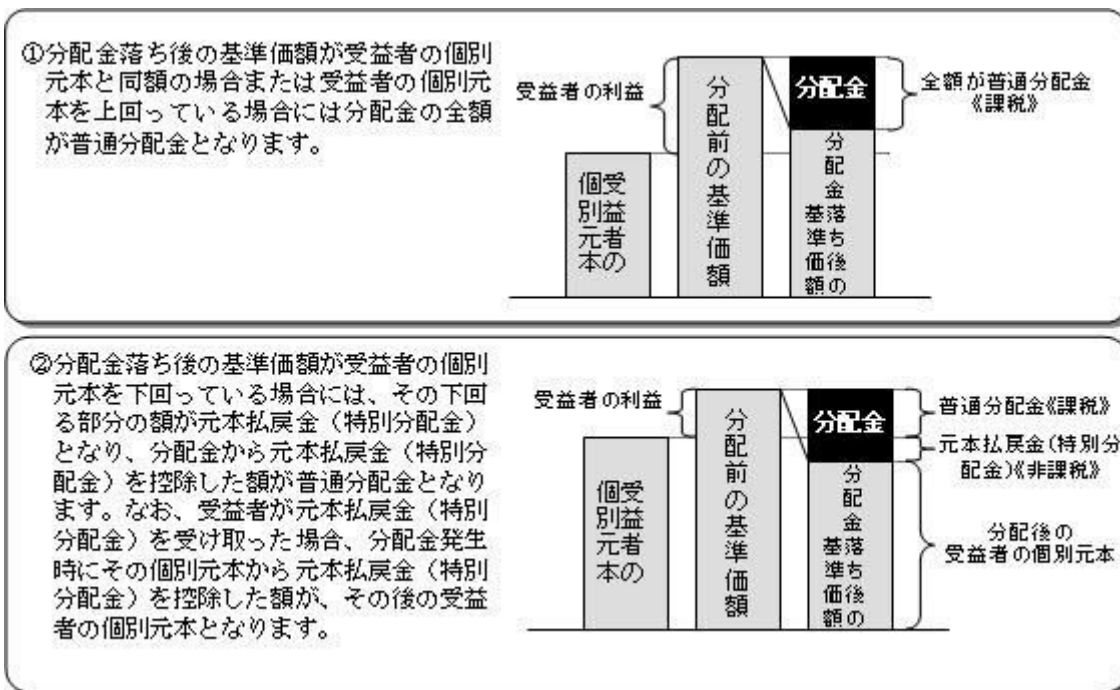 ①分配金落ち後の基準価額が受益者の個別
元本と同額の場合または受益者の個別元
本を上回っている場合には分配金の全額
が普通分配金となります。
受益者の利益
受益者の
個別元本
分配前の基準価額
分配金
分配金落ち後の
基準価額
全額が普通分配金
《課税》
②分配金落ち後の基準価額が受益者の個別
元本を下回っている場合には、その下回
る部分の額が元本払戻金（特別分配金）
となり、分配金から元本払戻金（特別分
配金）を控除した額が普通分配金となり
ます。なお、受益者が元本払戻金（特別
分配金）を受け取った場合、分配金発生
時にその個別元本から元本払戻金（特別
分配金）を控除した額が、その後の受益
者の個別元本となります。
受益者の利益
受益者の
個別元本
分配前の基準価額
分配金
分配金落ち後の
基準価額
普通分配金《課税》
元本払戻金(特別分
配金)《非課税》
分配後の
受益者の個別元本